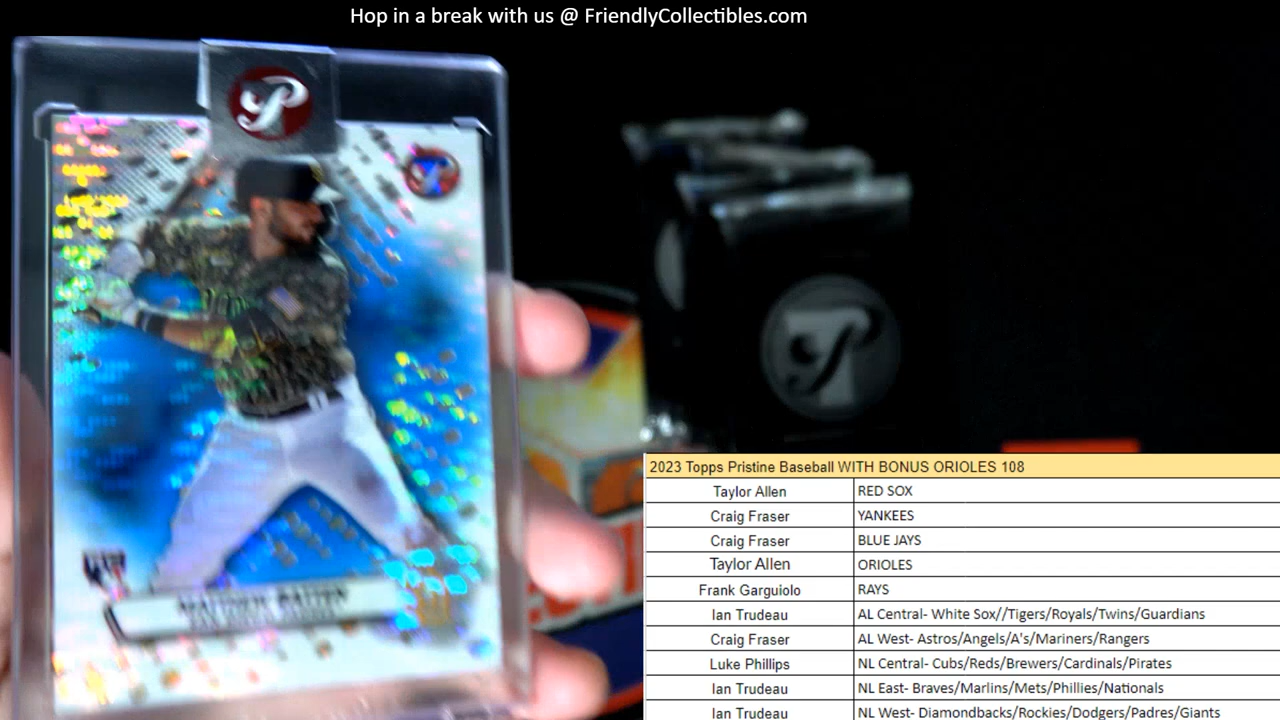 Hop in a break with us @ FriendlyCollectibles.com
P
P
2023 Topps Pristine Baseball WITH BONUS ORIOLES 108
Taylor Allen RED SOX
Craig Fraser YANKEES
Craig Fraser BLUE JAYS
Taylor Allen ORIOLES
Frank Garguiolo RAYS
Ian Trudeau AL Central- White Sox//Tigers/Royals/Twins/Guardians
Craig Fraser AL West- Astros/Angels/A's/Mariners/Rangers
Luke Phillips NL Central- Cubs/Reds/Brewers/Cardinals/Pirates
Ian Trudeau NL East- Braves/Marlins/Mets/Phillies/Nationals
Ian Trudeau NL West- Diamondbacks/Rockies/Dodgers/Padres/Giants